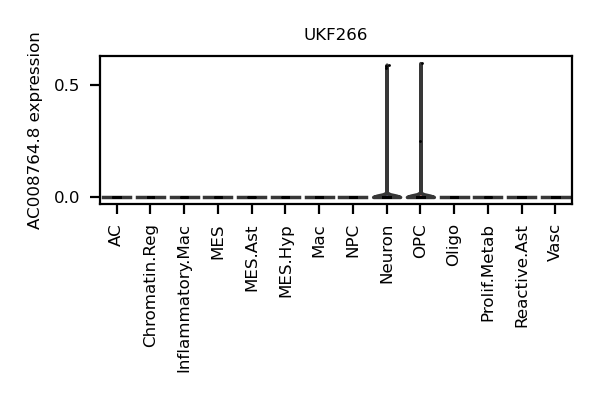 UKF266
AC008764.8 expression
0.5
0.0
AC
Chromatin.Reg
Inflammatory.Mac
MES
MES.Ast
MES.Hyp
Mac
NPC
Neuron
OPC
Oligo
Prolif.Metab
Reactive.Ast
Vasc